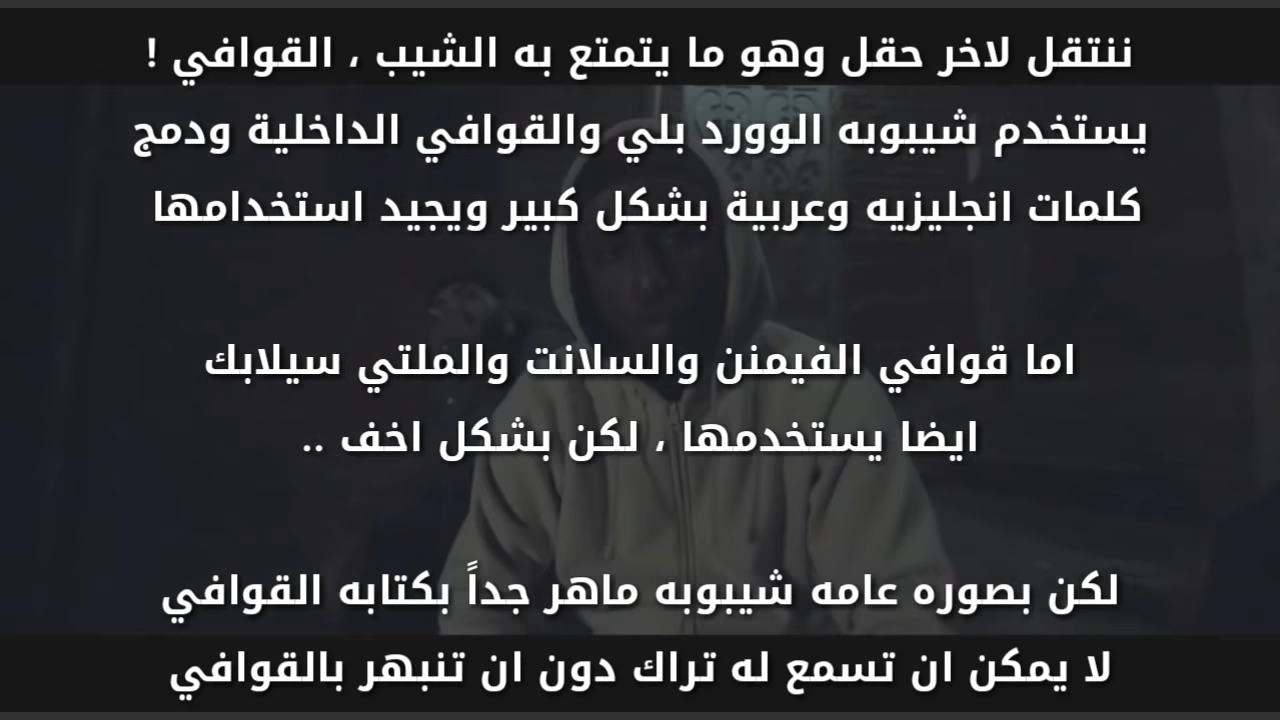 ننتقل لاخر حقل وهو ما يتمتع به الشيب ، القوافي !
يستخدم شيبوبه الوورد بلي والقوافي الداخلية ودمج
كلمات انجليزيه وعربية بشكل كبير ويجيد استخدامها
اما قوافي الفيمنن والسلانت والملتي سيلابك
ايضا يستخدمها ، لكن بشكل اخف ..
لكن بصوره عامه شيبوبه ماهر جداً بكتابه القوافي
لا يمكن ان تسمع له تراك دون ان تنبهر بالقوافي